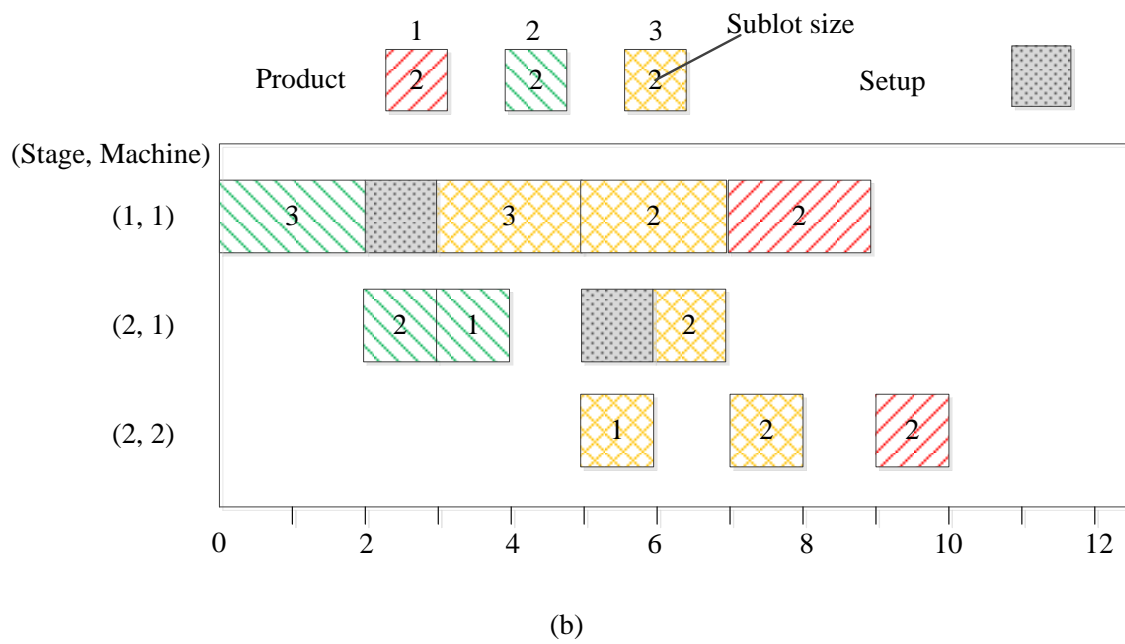 1 2 3 Sublot size
Product 2 2 2 Setup
(Stage, Machine)
(1, 1) 3 3 2 2
(2, 1) 2 1 2
(2, 2) 1 2 2
0 2 4 6 8 10 12
(b)